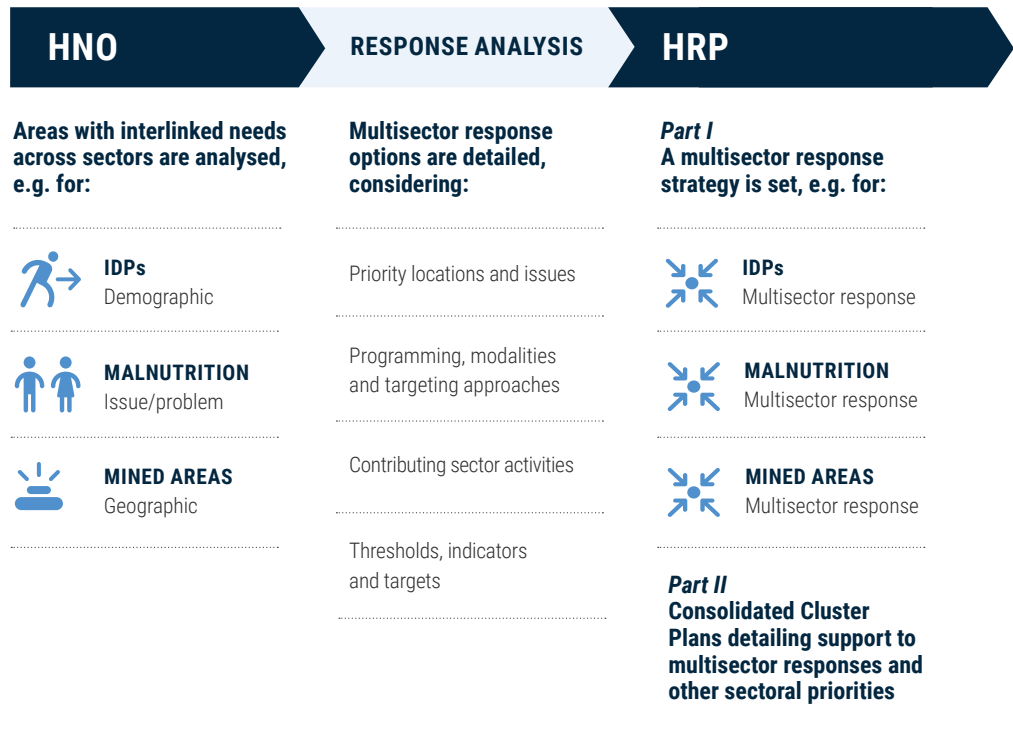 HNO
RESPONSE ANALYSIS
HRP
Areas with interlinked needs
across sectors are analysed,
e.g. for:
IDPs
Demographic
MALNUTRITION
Issue/problem
MINED AREAS
Geographic
Multisector response
options are detailed,
considering:
Priority locations and issues
Programming, modalities
and targeting approaches
Contributing sector activities
Thresholds, indicators
and targets
Part I
A multisector response
strategy is set, e.g. for:
IDPs
Multisector response
MALNUTRITION
Multisector response
MINED AREAS
Multisector response
Part II
Consolidated Cluster
Plans detailing support to
multisector responses and
other sectoral priorities